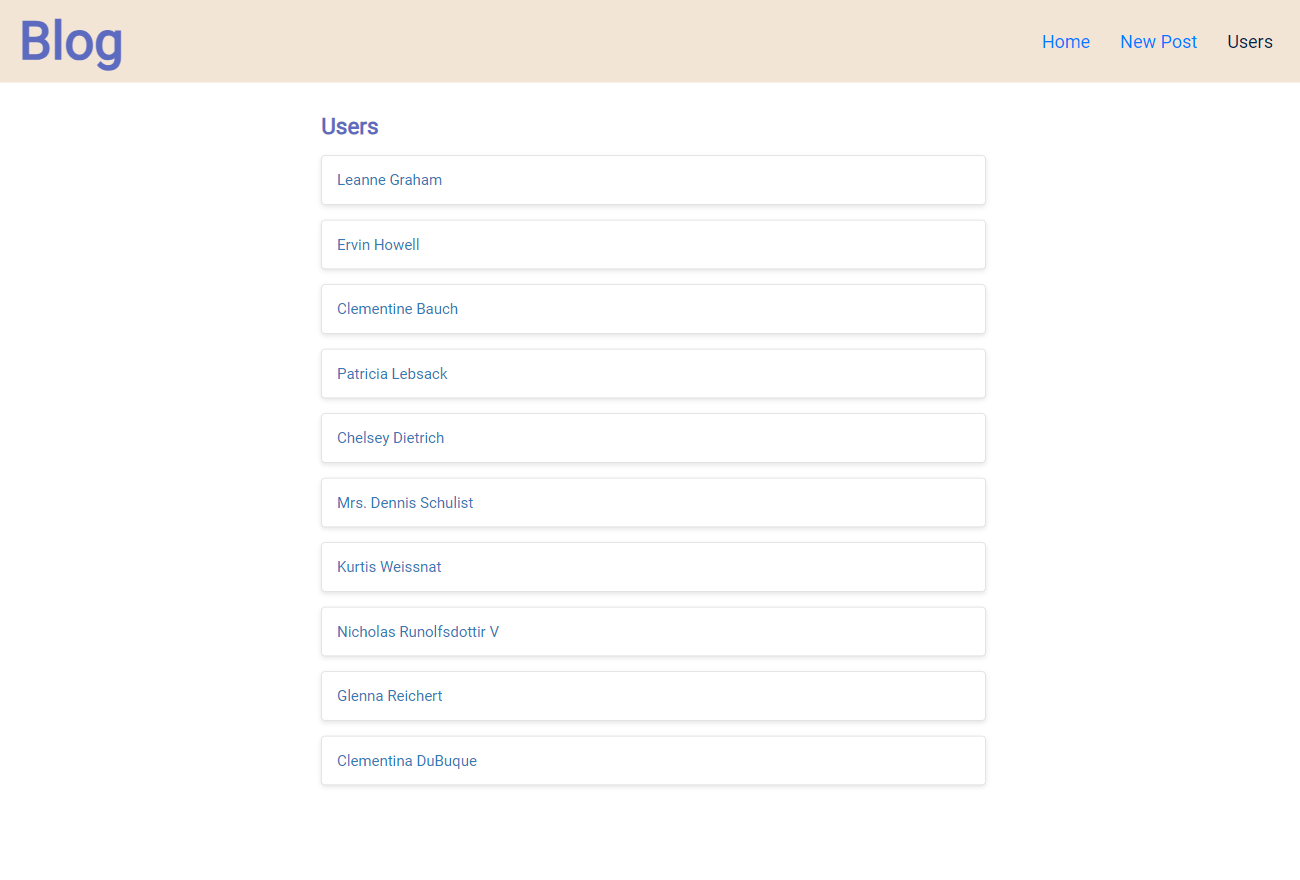 Blog
Home New Post Users
Users
Leanne Graham
Ervin Howell
Clementine Bauch
Patricia Lebsack
Chelsey Dietrich
Mrs. Dennis Schulist
Kurtis Weissnat
Nicholas Runolfsdottir V
Glenna Reichert
Clementina DuBuque